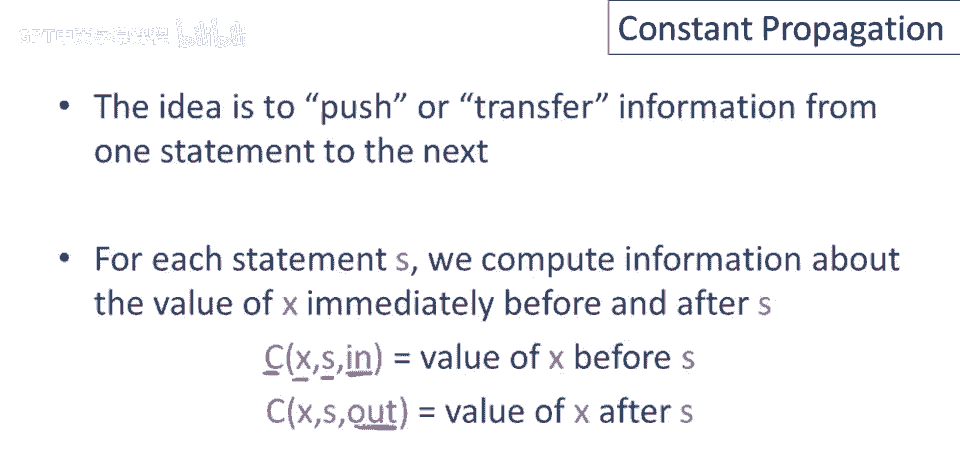 Constant Propagation
• The idea is to “push” or “transfer” information from
one statement to the next
• For each statement s, we compute information about
the value of x immediately before and after s
C(x,s,in) = value of x before s
C(x,s,out) = value of x after s